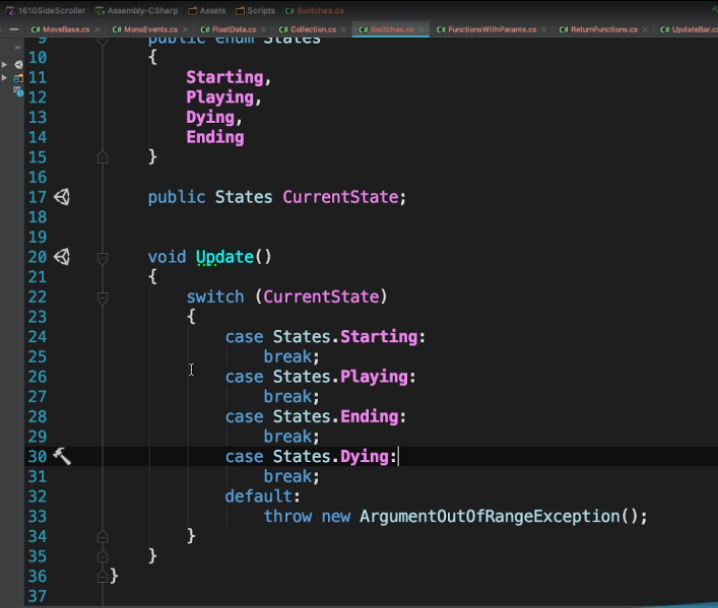 1610SideScroller Assembly-CSharp Assets Scripts Switches.cs
MoveBase.cs MonoEvents.cs FloatData.cs Collection.cs Switches.cs FunctionsWithParams.cs ReturnFunctions.cs UpdateBar.cs
9 public enum States
10 {
11 Starting,
12 Playing,
13 Dying,
14 Ending
15 }
16
17 public States CurrentState;
18
19
20 void Update()
21 {
22 switch (CurrentState)
23 {
24 case States.Starting:
25 break;
26 case States.Playing:
27 break;
28 case States.Ending:
29 break;
30 case States.Dying:
31 break;
32 default:
33 throw new ArgumentOutOfRangeException();
34 }
35 }
36 }
37